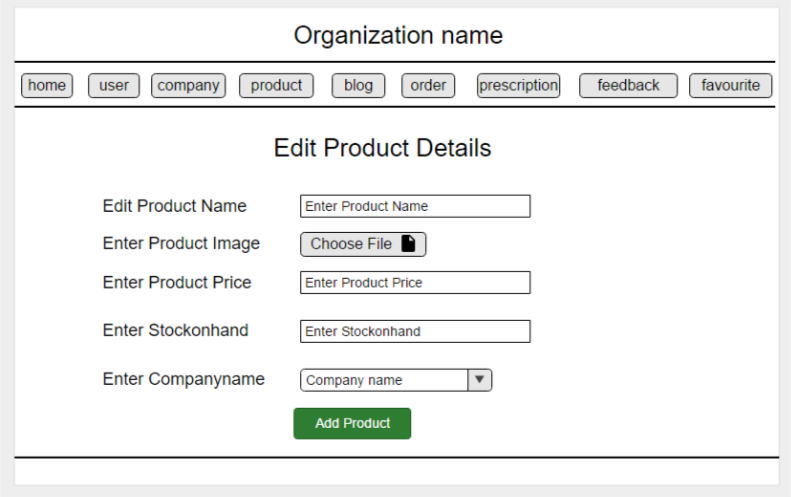 Organization name
home user company product blog order prescription feedback favourite
Edit Product Details
Edit Product Name Enter Product Name
Enter Product Image Choose File
Enter Product Price Enter Product Price
Enter Stockonhand Enter Stockonhand
Enter Companyname Company name
Add Product